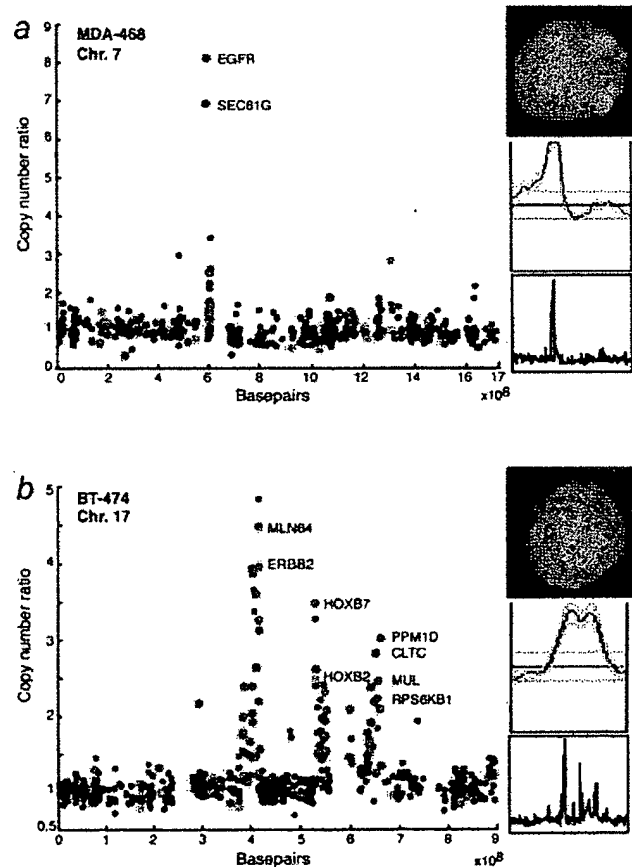 a
MDA-468
Chr. 7
EGFR
SEC61G
Copy number ratio
9
8
7
6
5
4
3
2
1
0
0 2 4 6 8 10 12 14 16 17
Basepairs
x10⁶
b
BT-474
Chr. 17
MLN64
ERBB2
HOXB7
HOXB2
PPM1D
CLTC
MUL
RPS6KB1
Copy number ratio
5
4
3
2
1
0.5
0 1 2 3 4 5 6 7 8 9
Basepairs
x10⁸